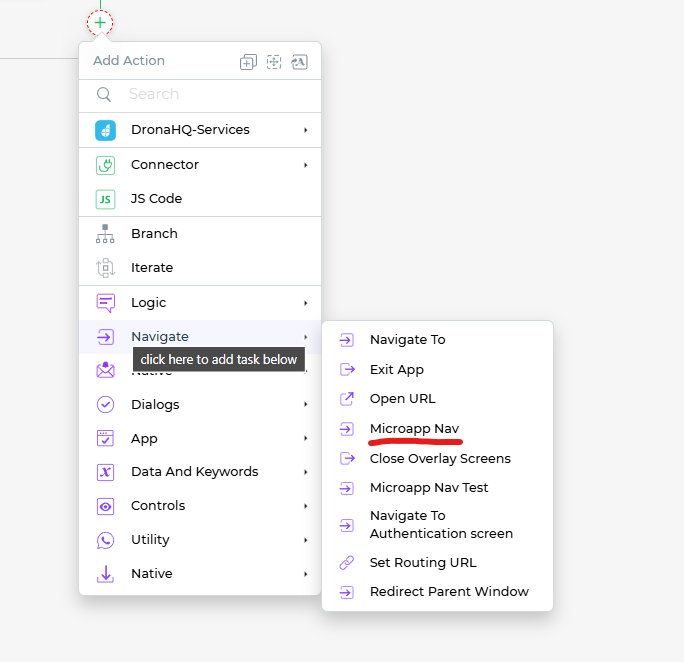 Add Action
Search
DronaHQ-Services
Connector
JS
JS Code
Branch
Iterate
Logic
Navigate
click here to add task below
Native
Dialogs
App
Data And Keywords
Controls
Utility
Native
Navigate To
Exit App
Open URL
Microapp Nav
Close Overlay Screens
Microapp Nav Test
Navigate To
Authentication screen
Set Routing URL
Redirect Parent Window